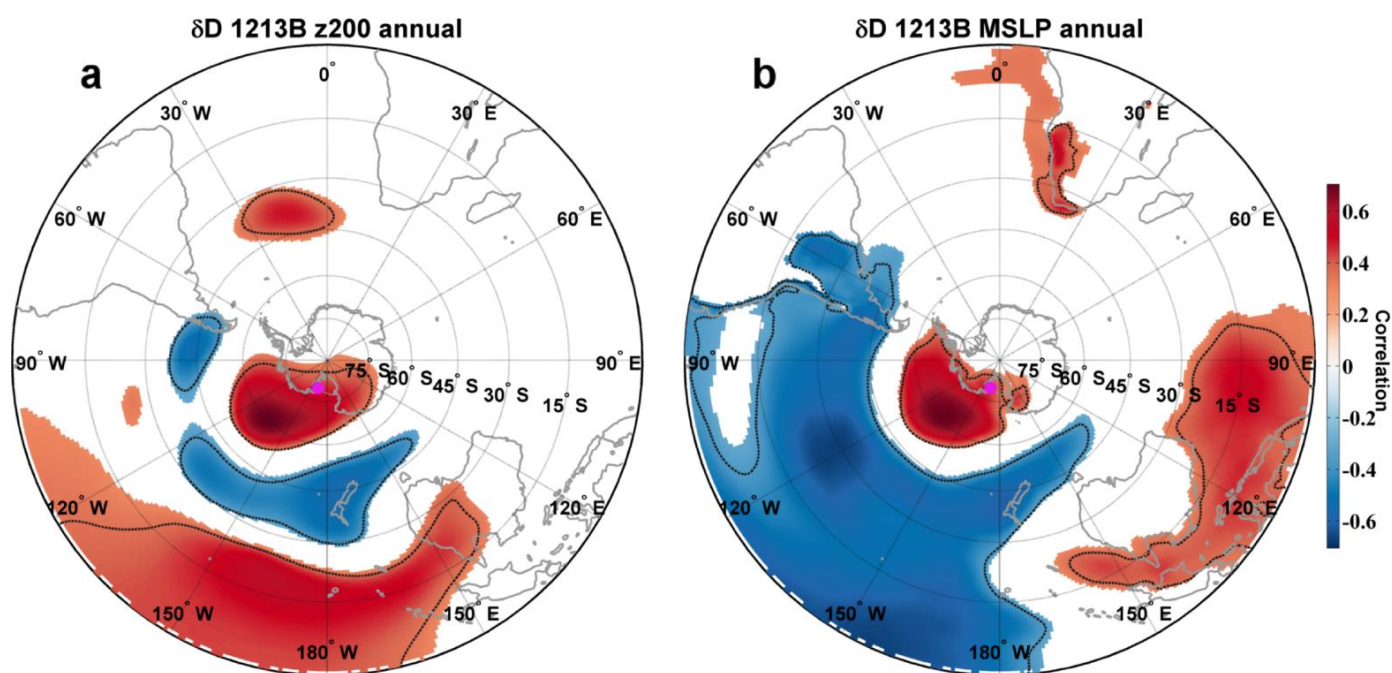 δD 1213B z200 annual
δD 1213B MSLP annual
a
0°
30° W
30° E
60° W
60° E
90° W
90° E
75° S
60° S
45° S
30° S
15° S
120° W
120° E
150° W
150° E
180° W
b
0°
30° W
30° E
60° W
60° E
90° W
90° E
75° S
60° S
45° S
30° S
15° S
120° W
120° E
150° W
150° E
180° W
0.6
0.4
0.2
0
-0.2
-0.4
-0.6
Correlation